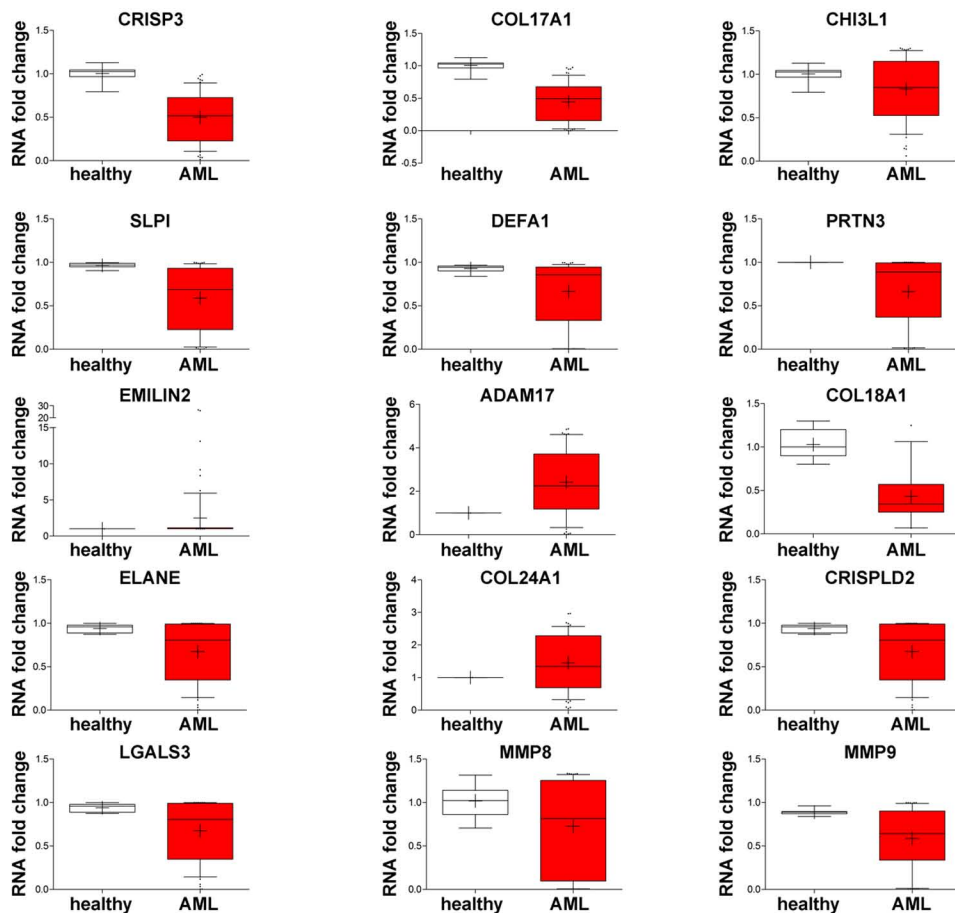 CRISP3
RNA fold change
1.5
1.0
0.5
0.0
healthy AML
COL17A1
RNA fold change
1.5
1.0
0.5
0.0
-0.5
healthy AML
CHI3L1
RNA fold change
1.5
1.0
0.5
0.0
healthy AML
SLPI
RNA fold change
1.5
1.0
0.5
0.0
healthy AML
DEFA1
RNA fold change
1.5
1.0
0.5
0.0
healthy AML
PRTN3
RNA fold change
1.5
1.0
0.5
0.0
healthy AML
EMILIN2
RNA fold change
30
20
15
10
5
0
healthy AML
ADAM17
RNA fold change
6
4
2
0
healthy AML
COL18A1
RNA fold change
1.5
1.0
0.5
0.0
healthy AML
ELANE
RNA fold change
1.5
1.0
0.5
0.0
healthy AML
COL24A1
RNA fold change
4
3
2
1
0
healthy AML
CRISPLD2
RNA fold change
1.5
1.0
0.5
0.0
healthy AML
LGALS3
RNA fold change
1.5
1.0
0.5
0.0
healthy AML
MMP8
RNA fold change
1.5
1.0
0.5
0.0
healthy AML
MMP9
RNA fold change
1.5
1.0
0.5
0.0
healthy AML